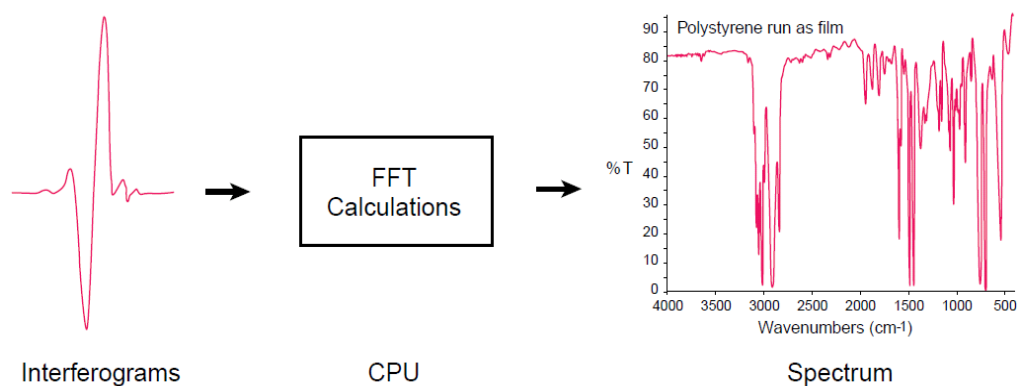 Polystyrene run as film
90
80
70
60
50
40
30
20
10
0
%T
4000 3500 3000 2500 2000 1500 1000 500
Wavenumbers (cm-1)
FFT
Calculations
Interferograms
CPU
Spectrum